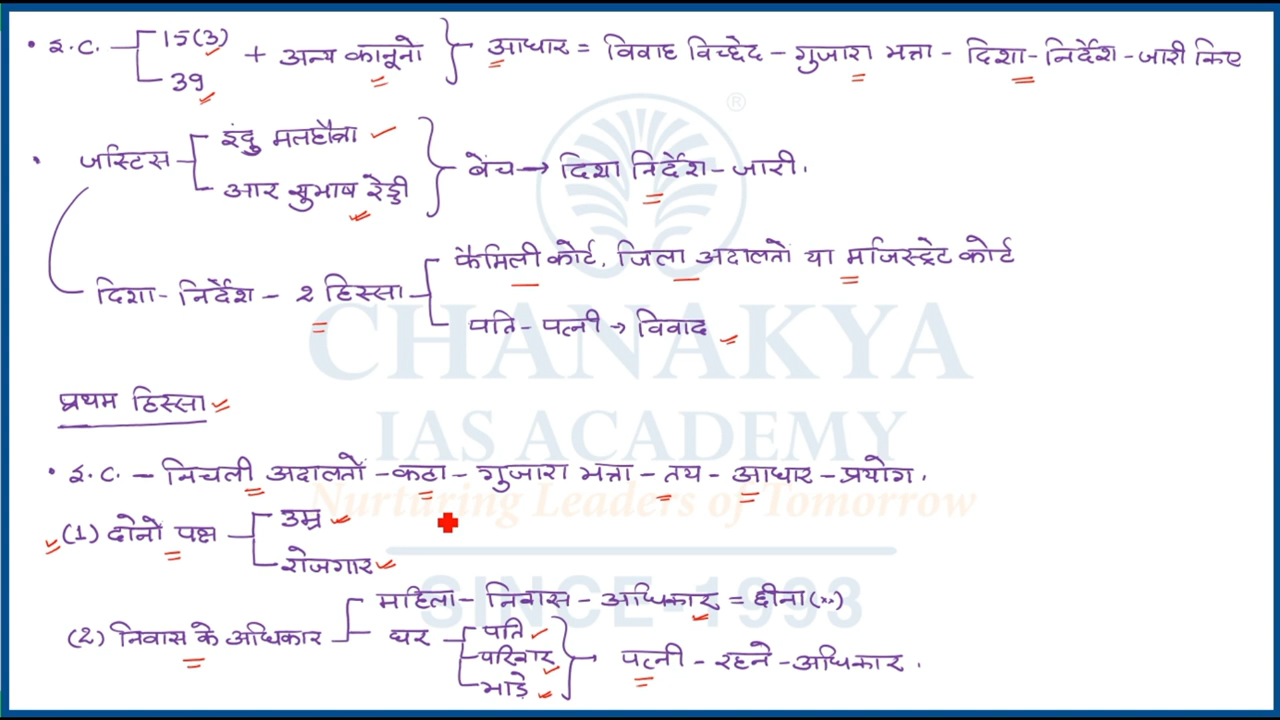 • इ.C. 15(3) 39 + अन्य कानूनो आधार = विवाह विच्छेद - गुजारा भत्ता - दिशा-निर्देश - जारी किए
®
• जस्टिस इंदु मलहौत्रा आर सुभाष रेड्डी बेंच → दिशा निर्देश - जारी.
दिशा-निर्देश - २ हिस्सा फैमिली कोर्ट, जिला अदालतो या मजिस्ट्रेट कोर्ट
पति-पत्नी → विवाद
CHANAKYA
प्रथम हिस्सा
IAS ACADEMY
• इ.C. - निचली अदालतों - कहा - गुजारा भत्ता - तय - आधार - प्रयोग.
Nurturing Leaders of Tomorrow
(1) दोनो पक्ष उम्र रोजगार
SINCE-1993
(2) निवास के अधिकार महिला - निवास - अधिकार = छीना (××)
घर पति परिवार भाड़े → पत्नी - रहने - अधिकार.